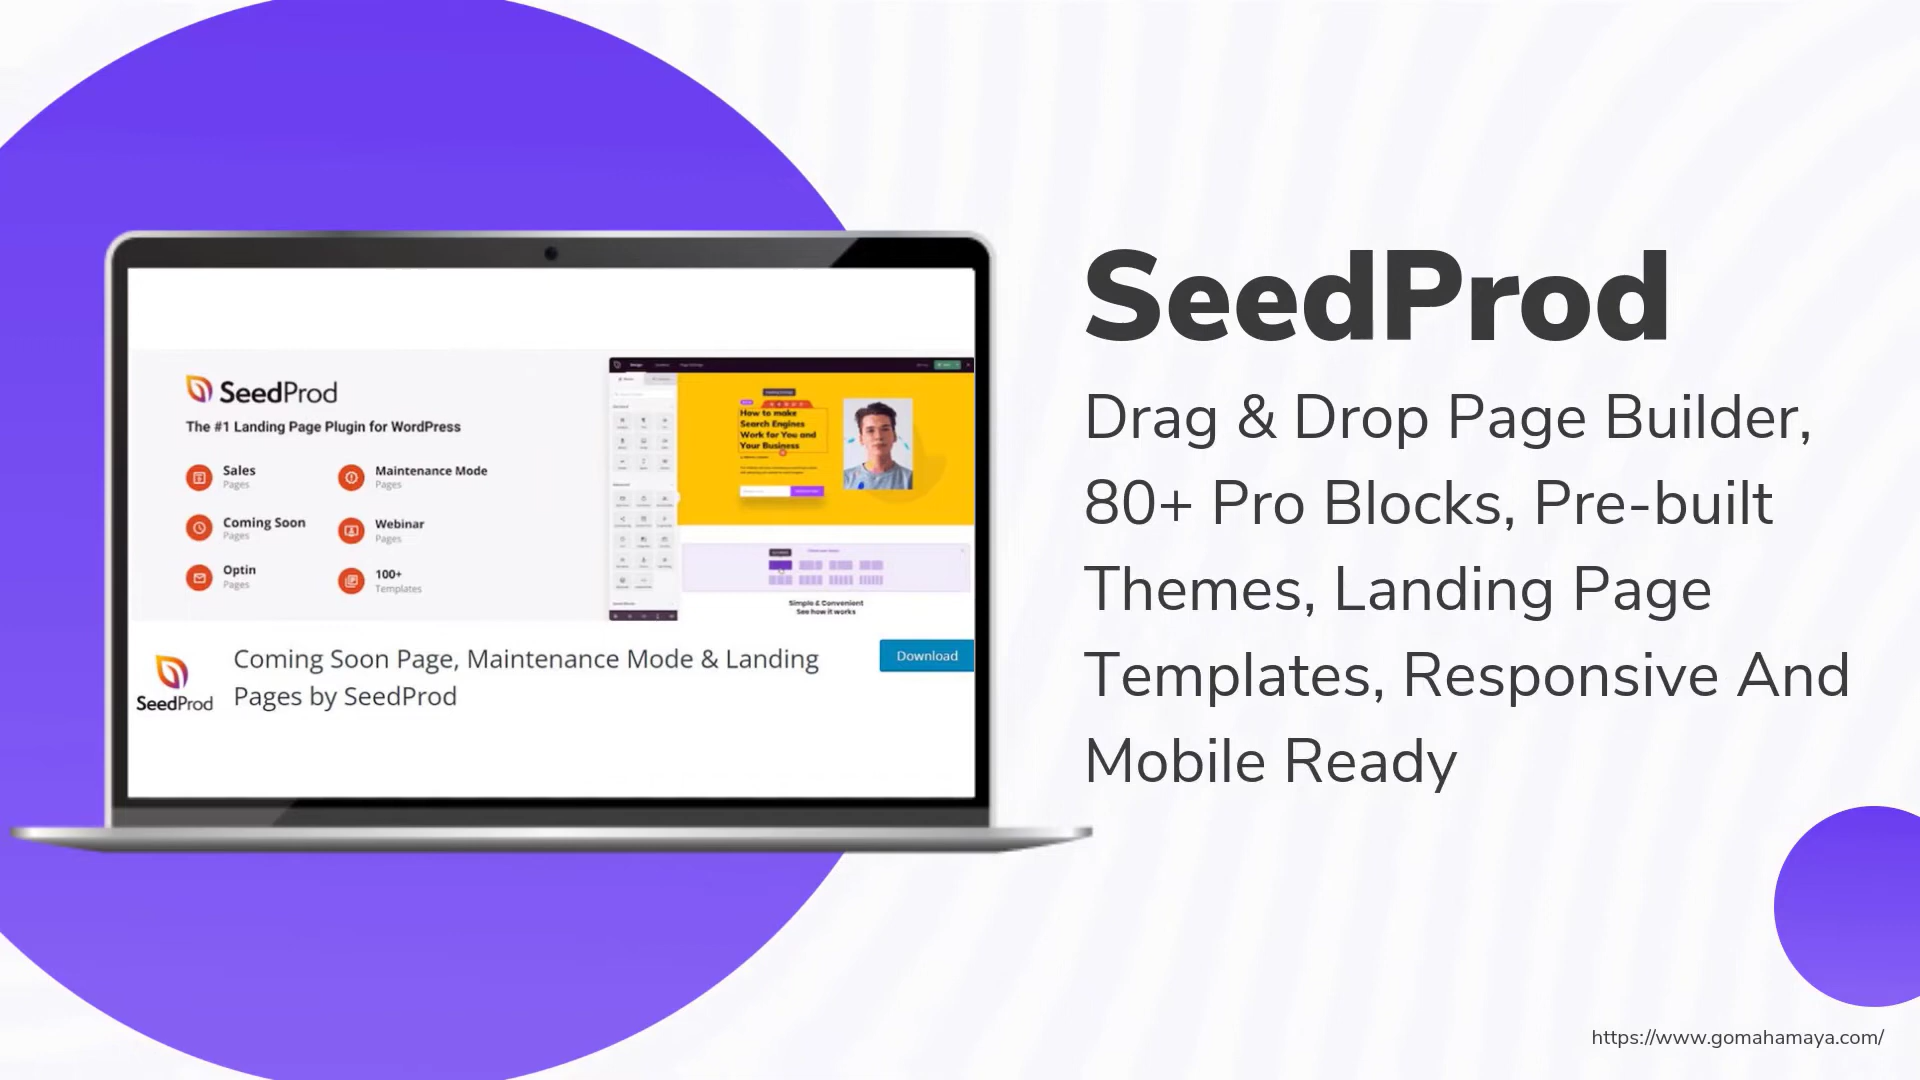 SeedProd
The #1 Landing Page Plugin for WordPress
Sales
Pages
Maintenance Mode
Pages
Coming Soon
Pages
Webinar
Pages
Optin
Pages
100+
Templates
How to make
Search Engines
Work for You and
Your Business
Simple & Convenient
See how it works
SeedProd
Coming Soon Page, Maintenance Mode & Landing
Pages by SeedProd
Download
SeedProd
Drag & Drop Page Builder,
80+ Pro Blocks, Pre-built
Themes, Landing Page
Templates, Responsive And
Mobile Ready
https://www.gomahamaya.com/